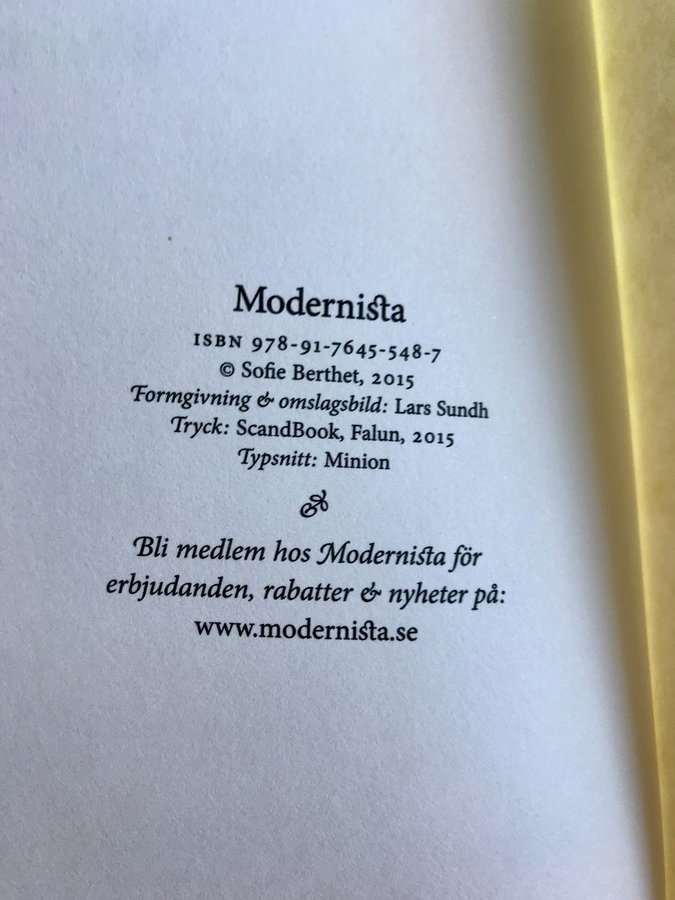 Modernista
ISBN 978-91-7645-548-7
© Sofie Berthet, 2015
Formgivning & omslagsbild: Lars Sundh
Tryck: ScandBook, Falun, 2015
Typsnitt: Minion
Bli medlem hos Modernista för
erbjudanden, rabatter & nyheter på:
www.modernista.se